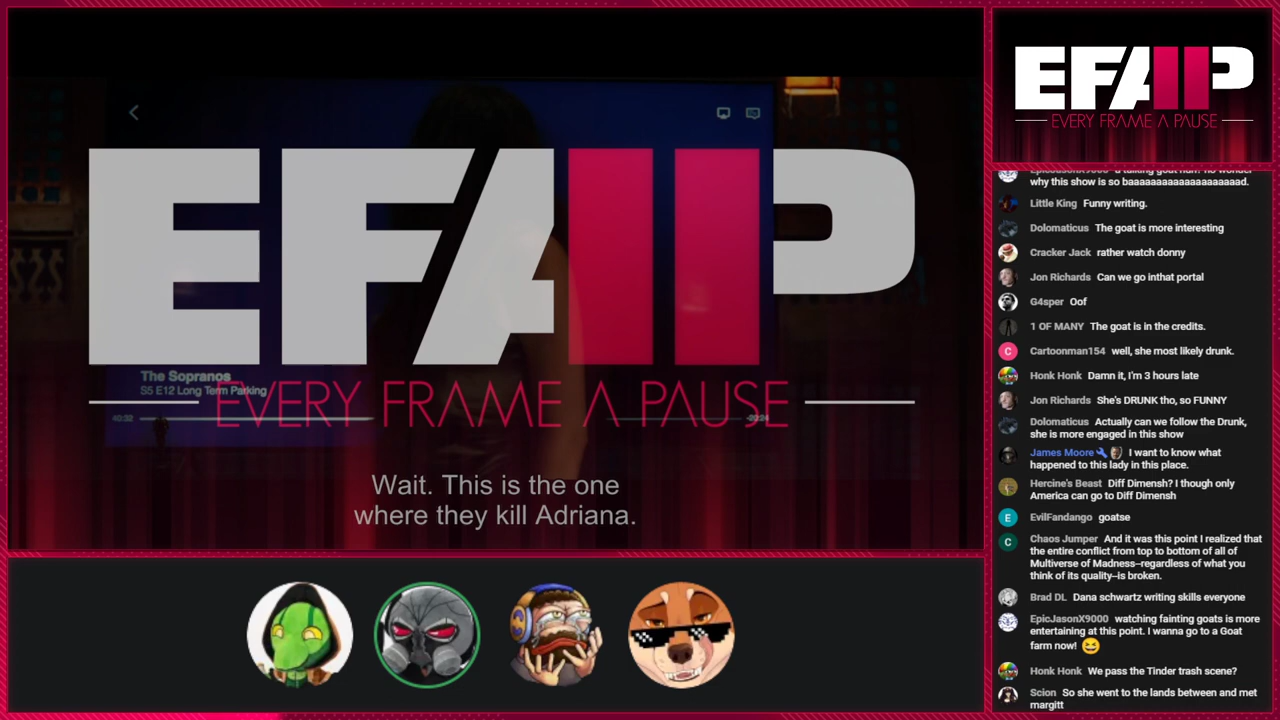 EFAP
EVERY FRAME A PAUSE
The Sopranos
S5 E12 Long Term Parking
40:32
-20:24
Wait. This is the one
where they kill Adriana.
EFAP
EVERY FRAME A PAUSE
why this show is so baaaaaaaaaaaaaaaaaaaad.
Little King Funny writing.
Dolomaticus The goat is more interesting
Cracker Jack rather watch donny
Jon Richards Can we go inthat portal
G4sper Oof
1 OF MANY The goat is in the credits.
C Cartoonman154 well, she most likely drunk.
Honk Honk Damn it, I'm 3 hours late
Jon Richards She's DRUNK tho, so FUNNY
Dolomaticus Actually can we follow the Drunk,
she is more engaged in this show
James Moore I want to know what
happened to this lady in this place.
Hercine's Beast Diff Dimensh? I though only
America can go to Diff Dimensh
E EvilFandango goatse
C Chaos Jumper And it was this point I realized that
the entire conflict from top to bottom of all of
Multiverse of Madness--regardless of what you
think of its quality--is broken.
Brad DL Dana schwartz writing skills everyone
EpicJasonX9000 watching fainting goats is more
entertaining at this point. I wanna go to a Goat
farm now! 😆
Honk Honk We pass the Tinder trash scene?
Scion So she went to the lands between and met
margitt